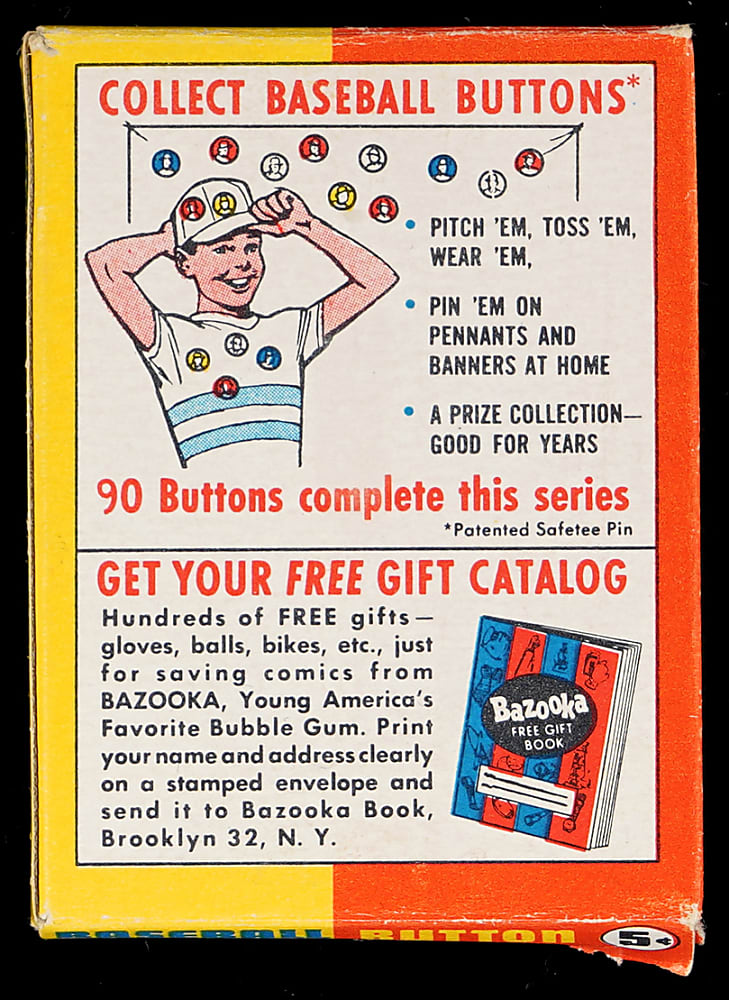 COLLECT BASEBALL BUTTONS*
• PITCH 'EM, TOSS 'EM,
WEAR 'EM,
• PIN 'EM ON
PENNANTS AND
BANNERS AT HOME
• A PRIZE COLLECTION—
GOOD FOR YEARS
90 Buttons complete this series
*Patented Safetee Pin
GET YOUR FREE GIFT CATALOG
Hundreds of FREE gifts—
gloves, balls, bikes, etc., just
for saving comics from
BAZOOKA, Young America's
Favorite Bubble Gum. Print
your name and address clearly
on a stamped envelope and
send it to Bazooka Book,
Brooklyn 32, N. Y.
Bazooka
FREE GIFT
BOOK
BASEBALL BUTTON 5¢